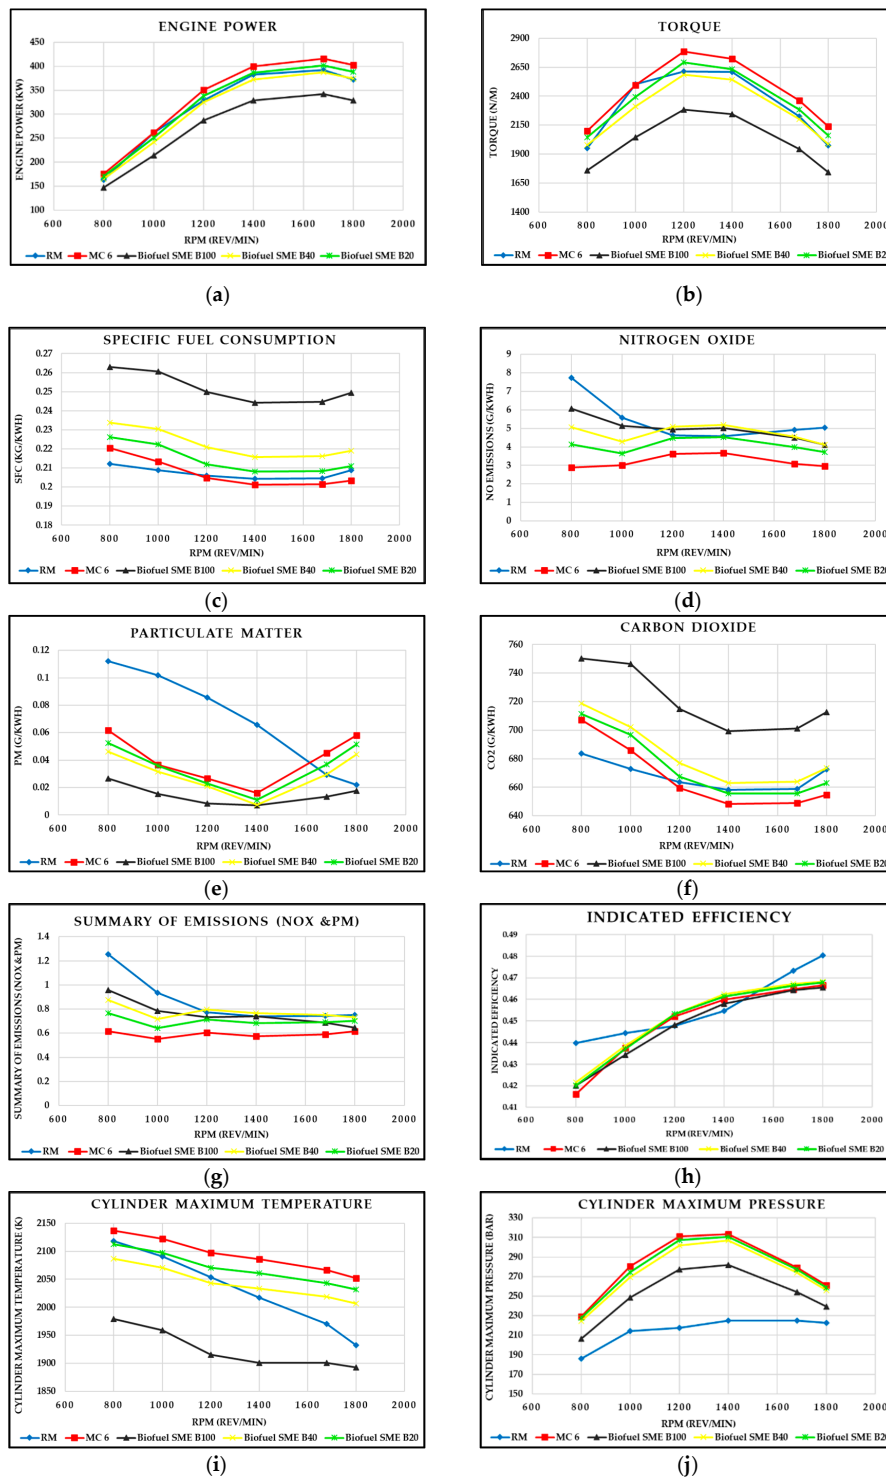 ENGINE POWER
ENGINE POWER (KW)
450
400
350
300
250
200
150
100
600 800 1000 1200 1400 1600 1800 2000
RPM (REV/MIN)
RM MC 6 Biofuel SME B100 Biofuel SME B40 Biofuel SME B20
(a)
TORQUE
TORQUE (N/M)
2900
2650
2400
2150
1900
1650
1400
600 800 1000 1200 1400 1600 1800 2000
RPM (REV/MIN)
RM MC 6 Biofuel SME B100 Biofuel SME B40 Biofuel SME B2
(b)
SPECIFIC FUEL CONSUMPTION
SFC (KG/KWH)
0.27
0.26
0.25
0.24
0.23
0.22
0.21
0.2
0.19
0.18
600 800 1000 1200 1400 1600 1800 2000
RPM (REV/MIN)
RM MC 6 Biofuel SME B100 Biofuel SME B40 Biofuel SME B20
(c)
NITROGEN OXIDE
NO EMISSIONS (G/KWH)
9
8
7
6
5
4
3
2
1
0
600 800 1000 1200 1400 1600 1800 2000
RPM (REV/MIN)
RM MC 6 Biofuel SME B100 Biofuel SME B40 Biofuel SME B20
(d)
PARTICULATE MATTER
PM (G/KWH)
0.12
0.1
0.08
0.06
0.04
0.02
0
600 800 1000 1200 1400 1600 1800 2000
RPM (REV/MIN)
RM MC 6 Biofuel SME B100 Biofuel SME B40 Biofuel SME B20
(e)
CARBON DIOXIDE
CO2 (G/KWH)
760
740
720
700
680
660
640
600 800 1000 1200 1400 1600 1800 2000
RPM (REV/MIN)
RM MC 6 Biofuel SME B100 Biofuel SME B40 Biofuel SME B20
(f)
SUMMARY OF EMISSIONS (NOX &PM)
SUMMARY OF EMISSIONS (NOX&PM)
1.4
1.2
1
0.8
0.6
0.4
0.2
0
600 800 1000 1200 1400 1600 1800 2000
RPM (REV/MIN)
RM MC 6 Biofuel SME B100 Biofuel SME B40 Biofuel SME B20
(g)
INDICATED EFFICIENCY
INDICATED EFFICIENCY
0.49
0.48
0.47
0.46
0.45
0.44
0.43
0.42
0.41
600 800 1000 1200 1400 1600 1800 2000
RPM (REV/MIN)
RM MC 6 Biofuel SME B100 Biofuel SME B40 Biofuel SME B20
(h)
CYLINDER MAXIMUM TEMPERATURE
CYLINDER MAXIMUM TEMPERATURE (K)
2150
2100
2050
2000
1950
1900
1850
600 800 1000 1200 1400 1600 1800 2000
RPM (REV/MIN)
RM MC 6 Biofuel SME B100 Biofuel SME B40 Biofuel SME B20
(i)
CYLINDER MAXIMUM PRESSURE
CYLINDER MAXIMUM PRESSURE (BAR)
330
310
290
270
250
230
210
190
170
150
600 800 1000 1200 1400 1600 1800 2000
RPM (REV/MIN)
RM MC 6 Biofuel SME B100 Biofuel SME B40 Biofuel SME B20
(j)